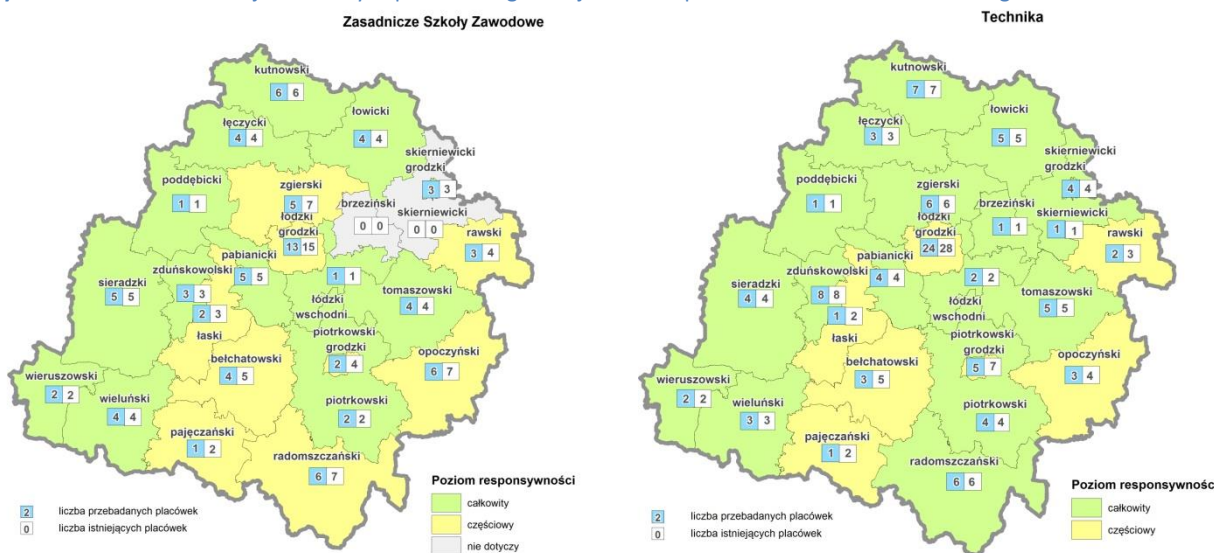 Zasadnicze Szkoły Zawodowe
kutnowski
6 6
łowicki
4 4
łęczycki
4 4
skierniewicki
grodzki
3 3
poddębicki
1 1
zgierski
5 7
brzeziński
0 0
skierniewicki
0 0
łódzki
grodzki
13 15
rawski
3 4
pabianicki
5 5
zduńskowolski
3 3
2 3
1 1
sieradzki
5 5
tomaszowski
4 4
łódzki
wschodni
łaski
piotrkowski
grodzki
2 4
opoczyński
6 7
bełchatowski
4 5
wieruszowski
2 2
wieluński
4 4
piotrkowski
2 2
pajęczański
1 2
radomszczański
6 7
Poziom responsywności
całkowity
częściowy
nie dotyczy
2 liczba przebadanych placówek
0 liczba istniejących placówek
Technika
kutnowski
7 7
łowicki
5 5
łęczycki
3 3
skierniewicki
grodzki
4 4
poddębicki
1 1
zgierski
6 6
brzeziński
1 1
skierniewicki
1 1
łódzki
grodzki
24 28
rawski
2 3
pabianicki
4 4
zduńskowolski
8 8
1 2
2 2
sieradzki
4 4
tomaszowski
5 5
łódzki
wschodni
łaski
piotrkowski
grodzki
5 7
opoczyński
3 4
bełchatowski
3 5
wieruszowski
2 2
wieluński
3 3
piotrkowski
4 4
pajęczański
1 2
radomszczański
6 6
Poziom responsywności
całkowity
częściowy
2 liczba przebadanych placówek
0 liczba istniejących placówek